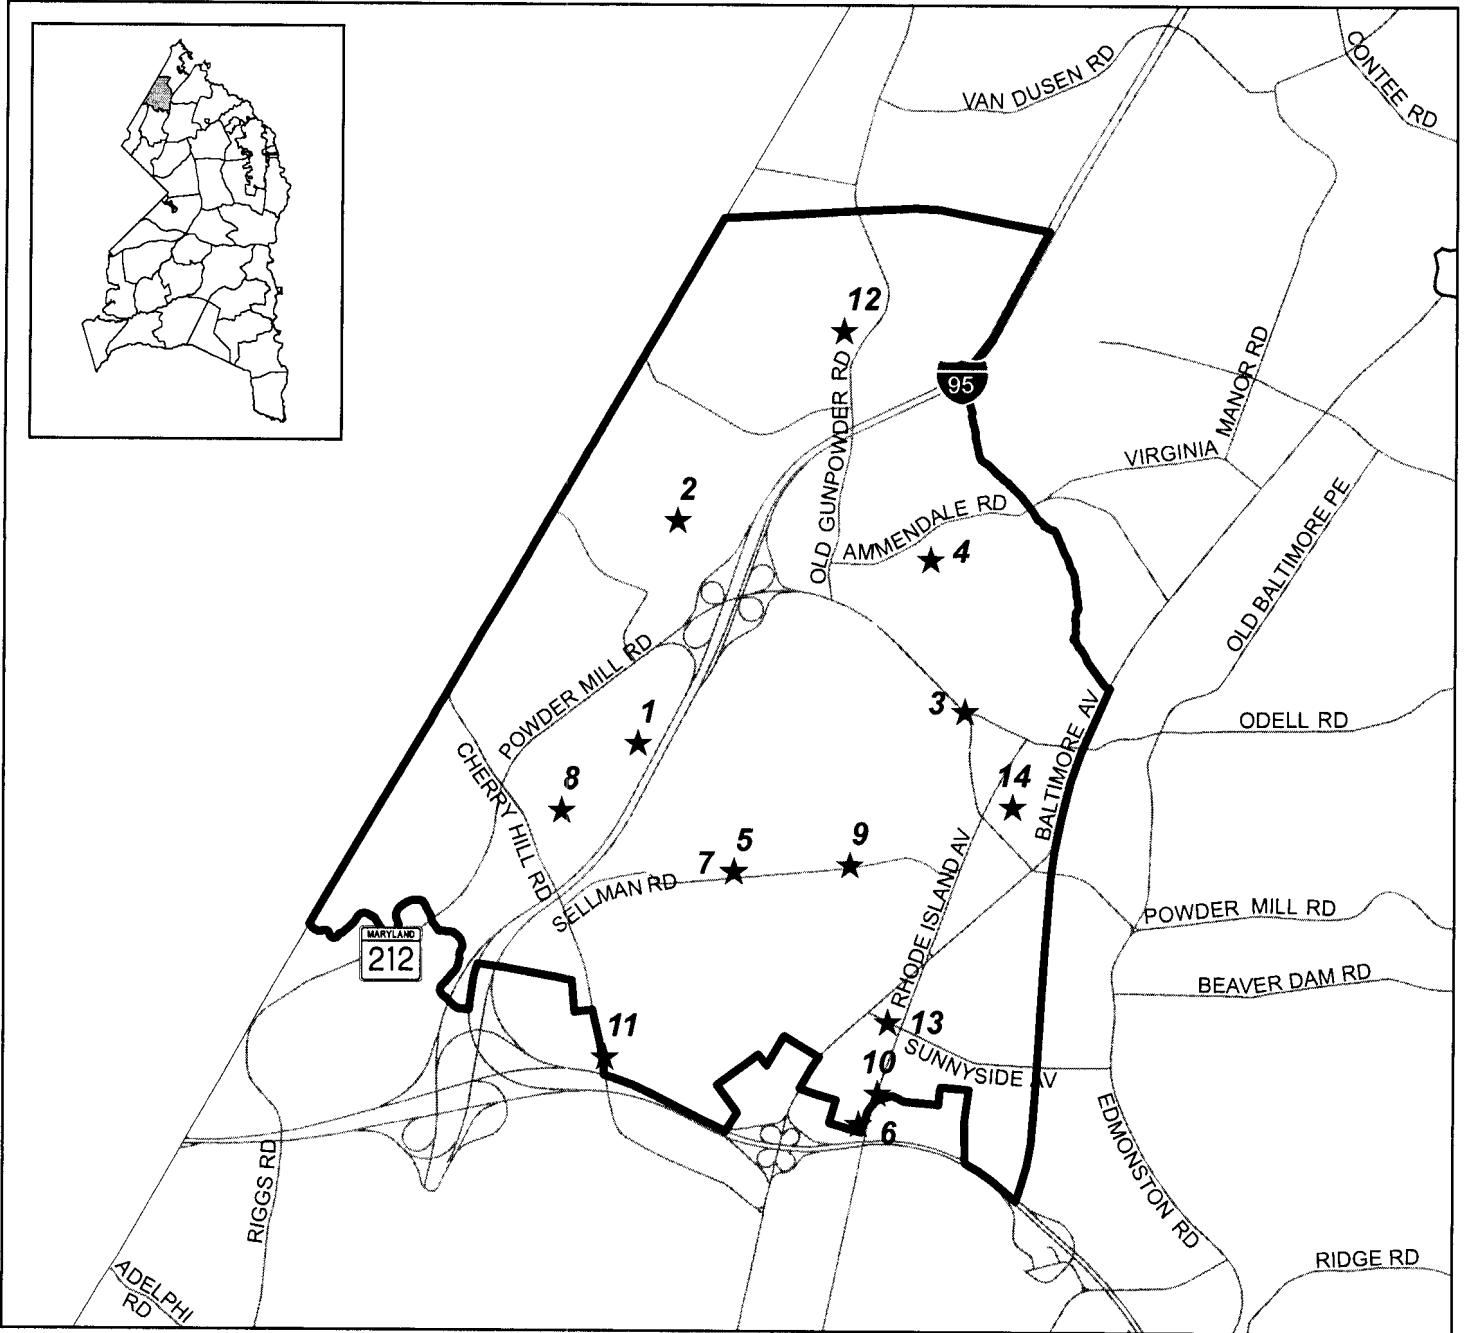 VAN DUSEN RD
CONTEE RD
12
95
MANOR RD
OLD GUNPOWDER RD
VIRGINIA
2
AMMENDALE RD
4
OLD BALTIMORE PE
POWDER MILL RD
1
3
BALTIMORE AV
ODELL RD
CHERRY HILL RD
8
14
5
7
9
SELLMAN RD
RHODE ISLAND AV
POWDER MILL RD
MARYLAND
212
BEAVER DAM RD
11
13
SUNNYSIDE AV
10
6
EDMONSTON RD
RIGGS RD
RIDGE RD
ADELPHI
RD